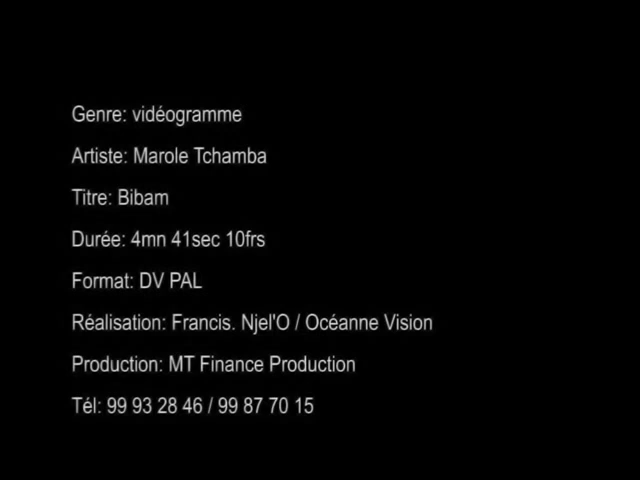 Genre: vidéogramme
Artiste: Marole Tchamba
Titre: Bibam
Durée: 4mn 41sec 10frs
Format: DV PAL
Réalisation: Francis. Njel'O / Océanne Vision
Production: MT Finance Production
Tél: 99 93 28 46 / 99 87 70 15